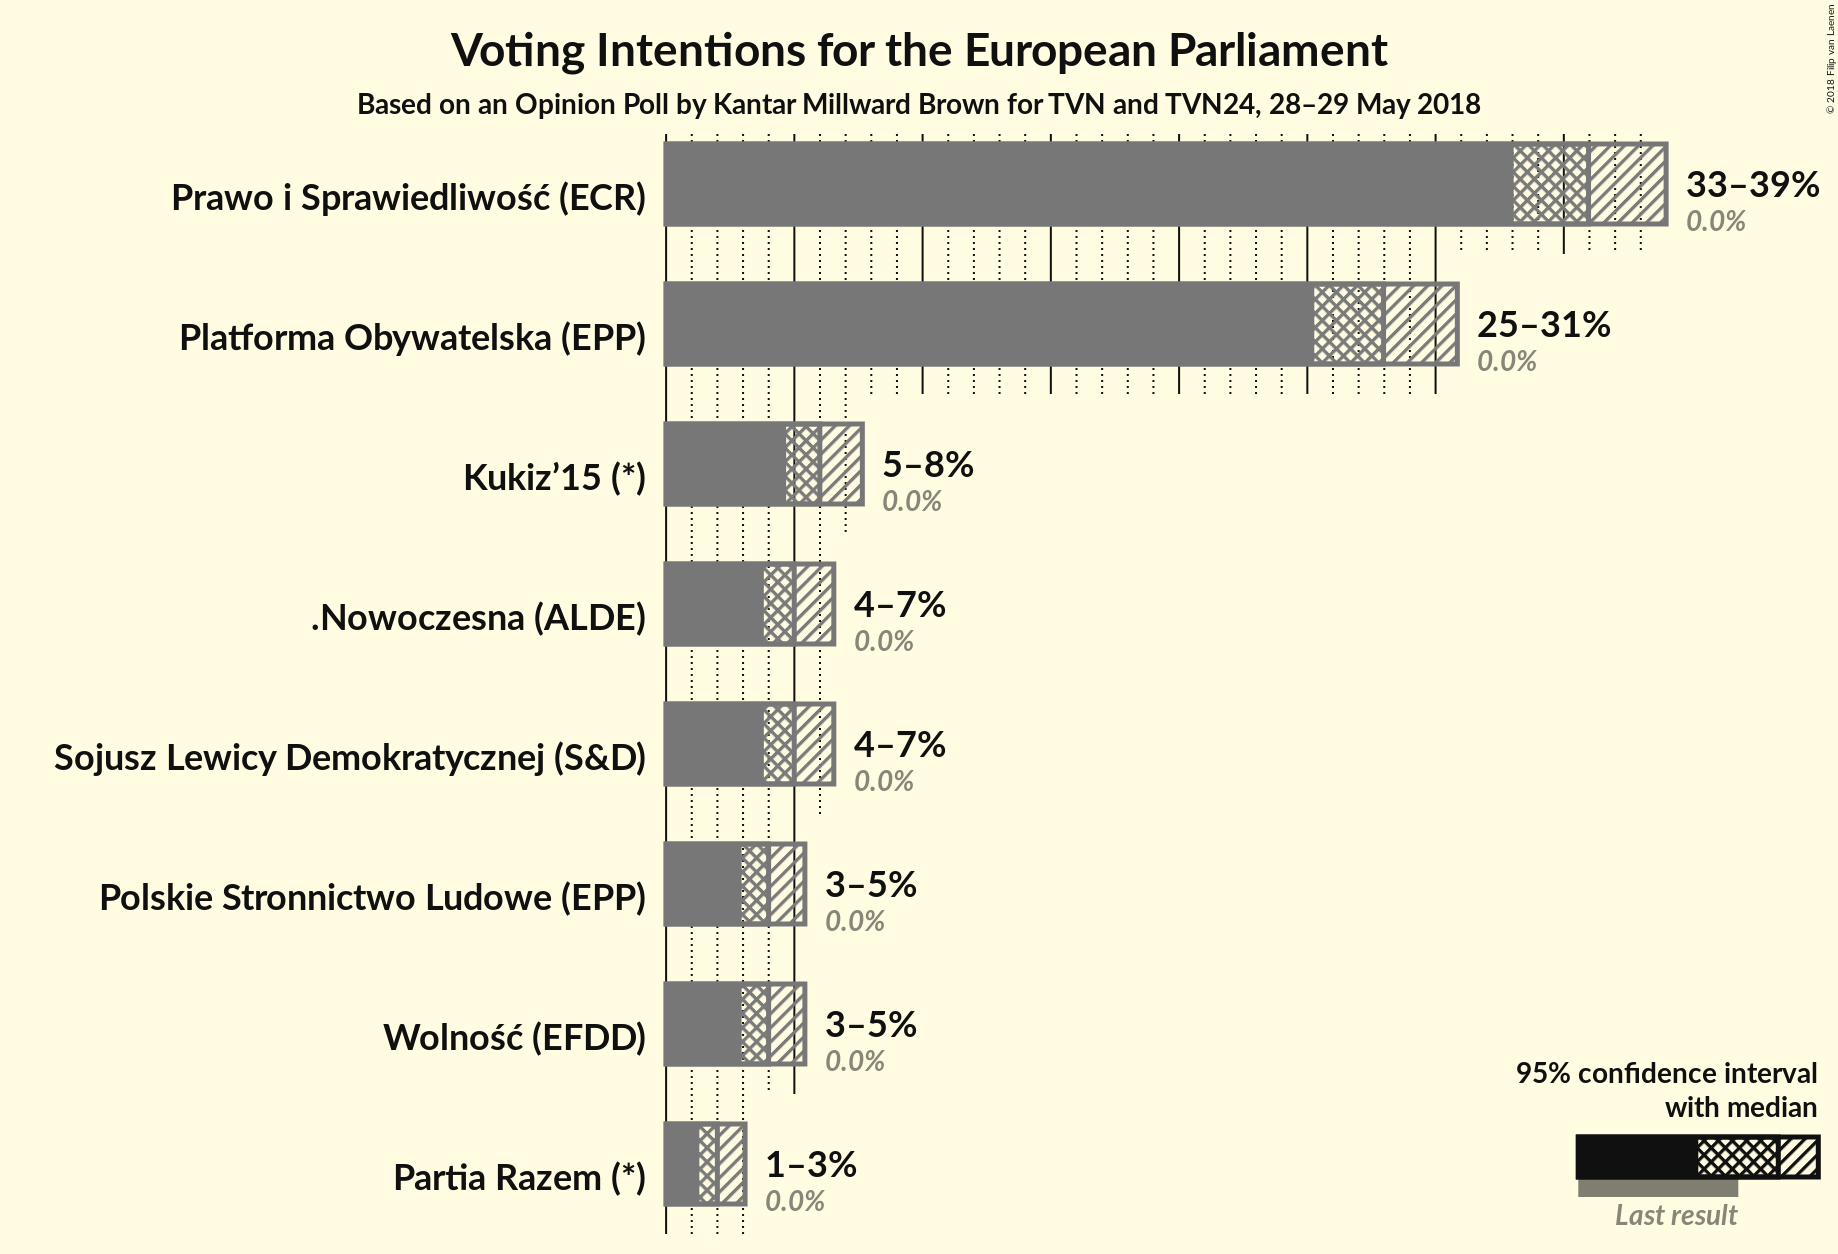 Voting Intentions for the European Parliament
Based on an Opinion Poll by Kantar Millward Brown for TVN and TVN24, 28–29 May 2018
© 2018 Filip van Laenen
Prawo i Sprawiedliwość (ECR)
33–39%
0.0%
Platforma Obywatelska (EPP)
25–31%
0.0%
Kukiz’15 (*)
5–8%
0.0%
.Nowoczesna (ALDE)
4–7%
0.0%
Sojusz Lewicy Demokratycznej (S&D)
4–7%
0.0%
Polskie Stronnictwo Ludowe (EPP)
3–5%
0.0%
Wolność (EFDD)
3–5%
0.0%
Partia Razem (*)
1–3%
0.0%
95% confidence interval
with median
Last result